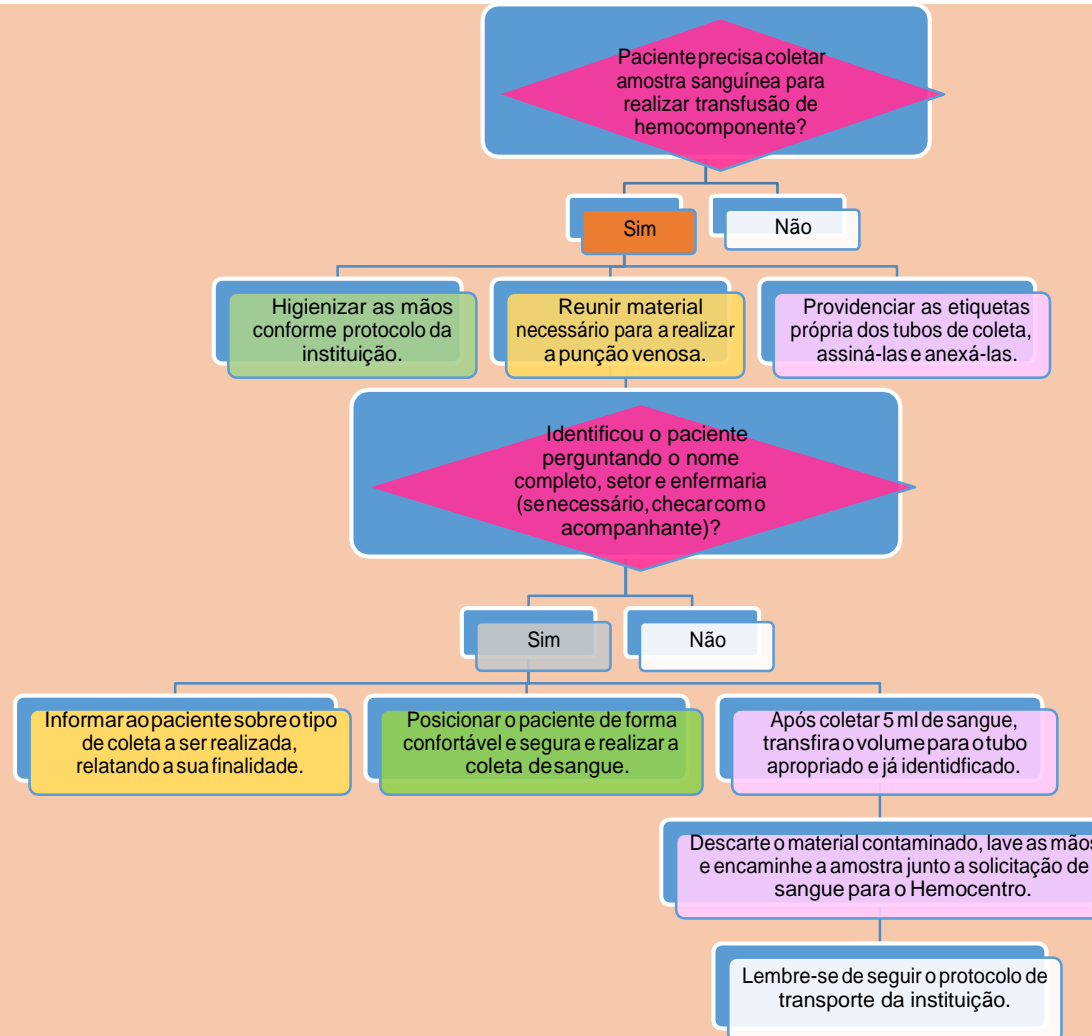 Paciente precisa coletar
amostra sanguínea para
realizar transfusão de
hemocomponente?
Sim
Não
Higienizar as mãos
conforme protocolo da
instituição.
Reunir material
necessário para a realizar
a punção venosa.
Providenciar as etiquetas
própria dos tubos de coleta,
assiná-las e anexá-las.
Identificou o paciente
perguntando o nome
completo, setor e enfermaria
(se necessário, checar com o
acompanhante)?
Sim
Não
Informar ao paciente sobre o tipo
de coleta a ser realizada,
relatando a sua finalidade.
Posicionar o paciente de forma
confortável e segura e realizar a
coleta de sangue.
Após coletar 5 ml de sangue,
transfira o volume para o tubo
apropriado e já identidficado.
Descarte o material contaminado, lave as mãos
e encaminhe a amostra junto a solicitação de
sangue para o Hemocentro.
Lembre-se de seguir o protocolo de
transporte da instituição.